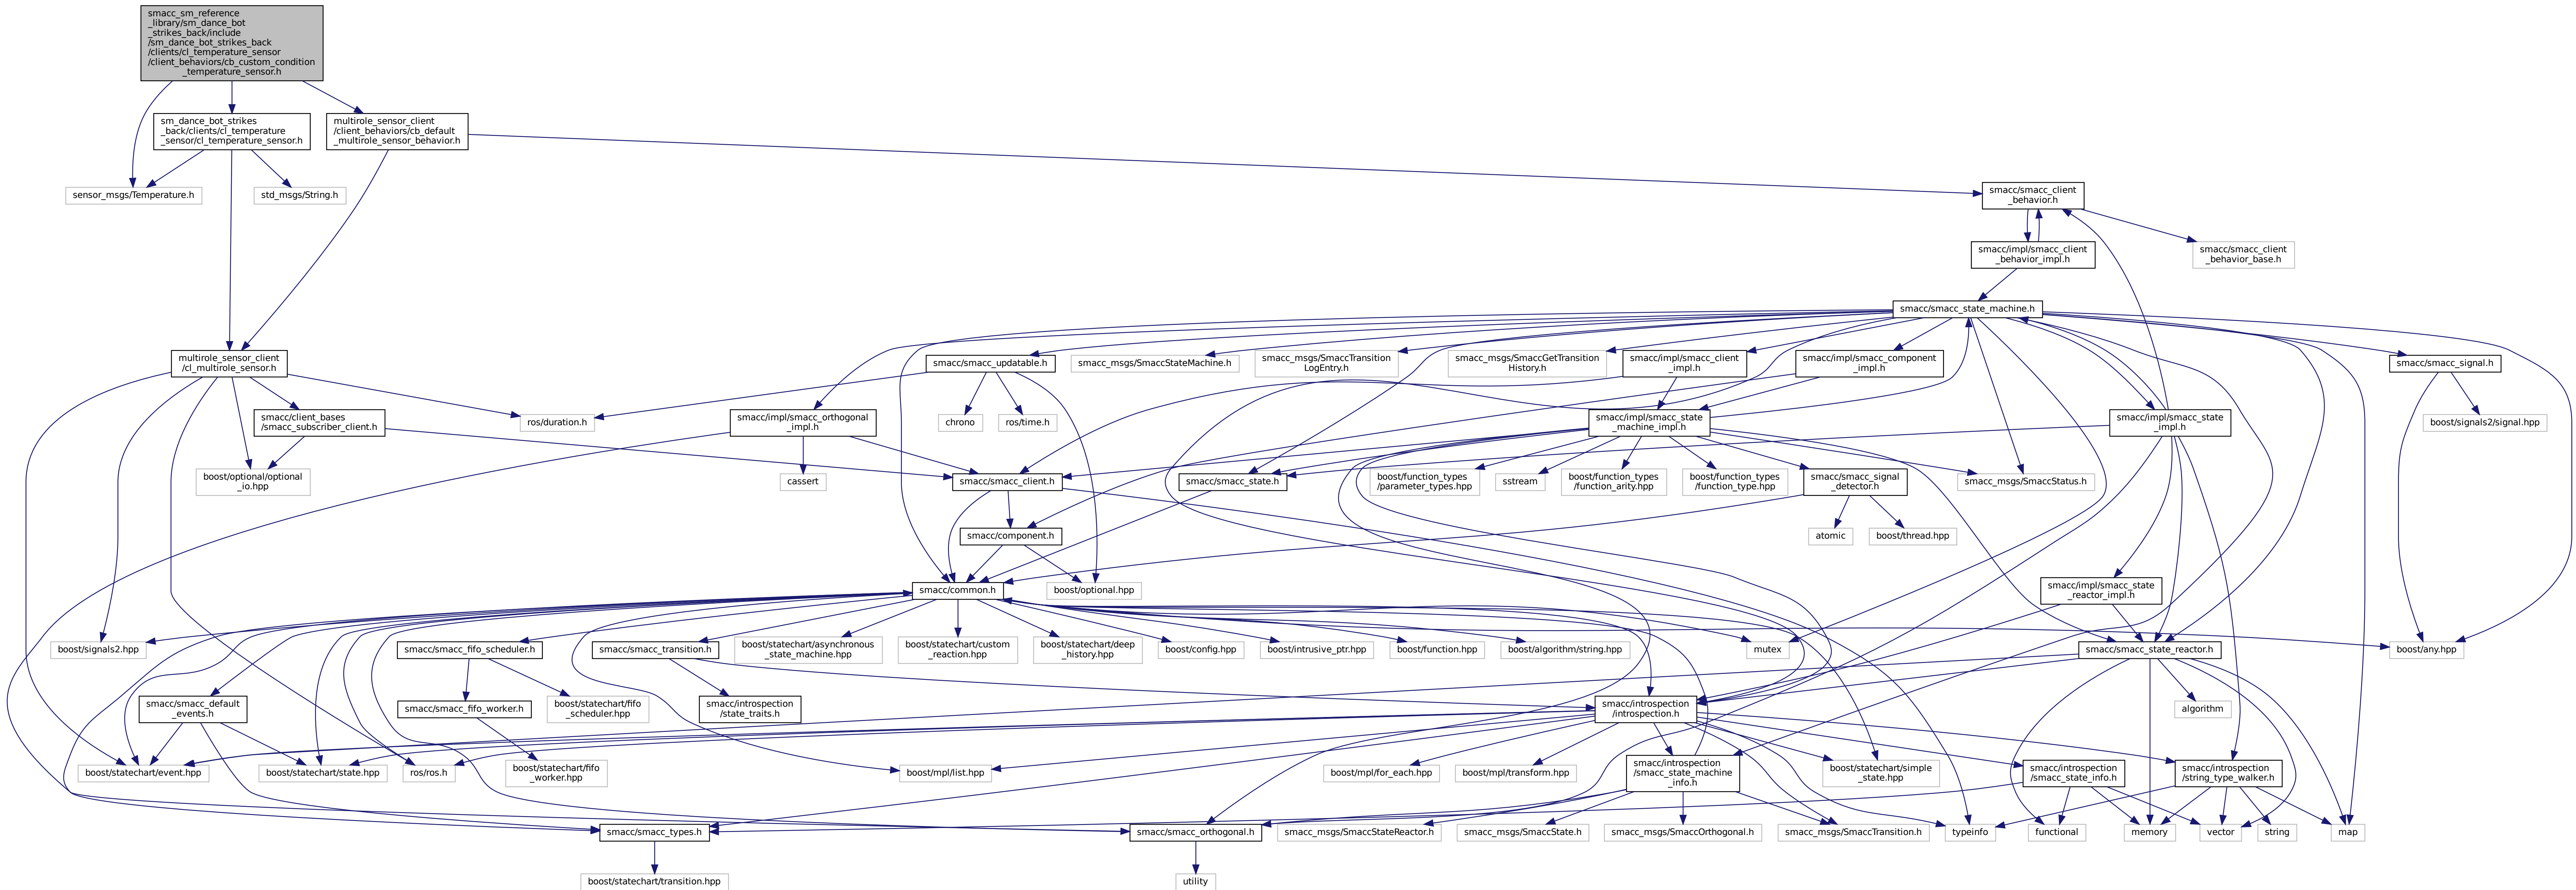 smacc_sm_reference
_library/sm_dance_bot
_strikes_back/include
/sm_dance_bot_strikes_back
/clients/cl_temperature_sensor
/client_behaviors/cb_custom_condition
_temperature_sensor.h
sm_dance_bot_strikes
_back/clients/cl_temperature
_sensor/cl_temperature_sensor.h
multirole_sensor_client
/client_behaviors/cb_default
_multirole_sensor_behavior.h
sensor_msgs/Temperature.h
std_msgs/String.h
smacc/smacc_client
_behavior.h
smacc/impl/smacc_client
_behavior_impl.h
smacc/smacc_client
_behavior_base.h
smacc/smacc_state_machine.h
multirole_sensor_client
/cl_multirole_sensor.h
smacc/smacc_updatable.h
smacc_msgs/SmaccStateMachine.h
smacc_msgs/SmaccTransition
LogEntry.h
smacc_msgs/SmaccGetTransition
History.h
smacc/impl/smacc_client
_impl.h
smacc/impl/smacc_component
_impl.h
smacc/smacc_signal.h
smacc/client_bases
/smacc_subscriber_client.h
ros/duration.h
smacc/impl/smacc_orthogonal
_impl.h
chrono
ros/time.h
smacc/impl/smacc_state
_machine_impl.h
smacc/impl/smacc_state
_impl.h
boost/signals2/signal.hpp
boost/optional/optional
_io.hpp
cassert
smacc/smacc_client.h
smacc/smacc_state.h
boost/function_types
/parameter_types.hpp
sstream
boost/function_types
/function_arity.hpp
boost/function_types
/function_type.hpp
smacc/smacc_signal
_detector.h
smacc_msgs/SmaccStatus.h
smacc/component.h
atomic
boost/thread.hpp
smacc/common.h
boost/optional.hpp
smacc/impl/smacc_state
_reactor_impl.h
boost/signals2.hpp
smacc/smacc_fifo_scheduler.h
smacc/smacc_transition.h
boost/statechart/asynchronous
_state_machine.hpp
boost/statechart/custom
_reaction.hpp
boost/statechart/deep
_history.hpp
boost/config.hpp
boost/intrusive_ptr.hpp
boost/function.hpp
boost/algorithm/string.hpp
mutex
smacc/smacc_state_reactor.h
boost/any.hpp
smacc/smacc_default
_events.h
smacc/smacc_fifo_worker.h
boost/statechart/fifo
_scheduler.hpp
smacc/introspection
/state_traits.h
smacc/introspection
/introspection.h
algorithm
boost/statechart/event.hpp
boost/statechart/state.hpp
ros/ros.h
boost/statechart/fifo
_worker.hpp
boost/mpl/list.hpp
boost/mpl/for_each.hpp
boost/mpl/transform.hpp
smacc/introspection
/smacc_state_machine
_info.h
boost/statechart/simple
_state.hpp
smacc/introspection
/smacc_state_info.h
smacc/introspection
/string_type_walker.h
smacc/smacc_types.h
smacc/smacc_orthogonal.h
smacc_msgs/SmaccStateReactor.h
smacc_msgs/SmaccState.h
smacc_msgs/SmaccOrthogonal.h
smacc_msgs/SmaccTransition.h
typeinfo
functional
memory
vector
string
map
boost/statechart/transition.hpp
utility